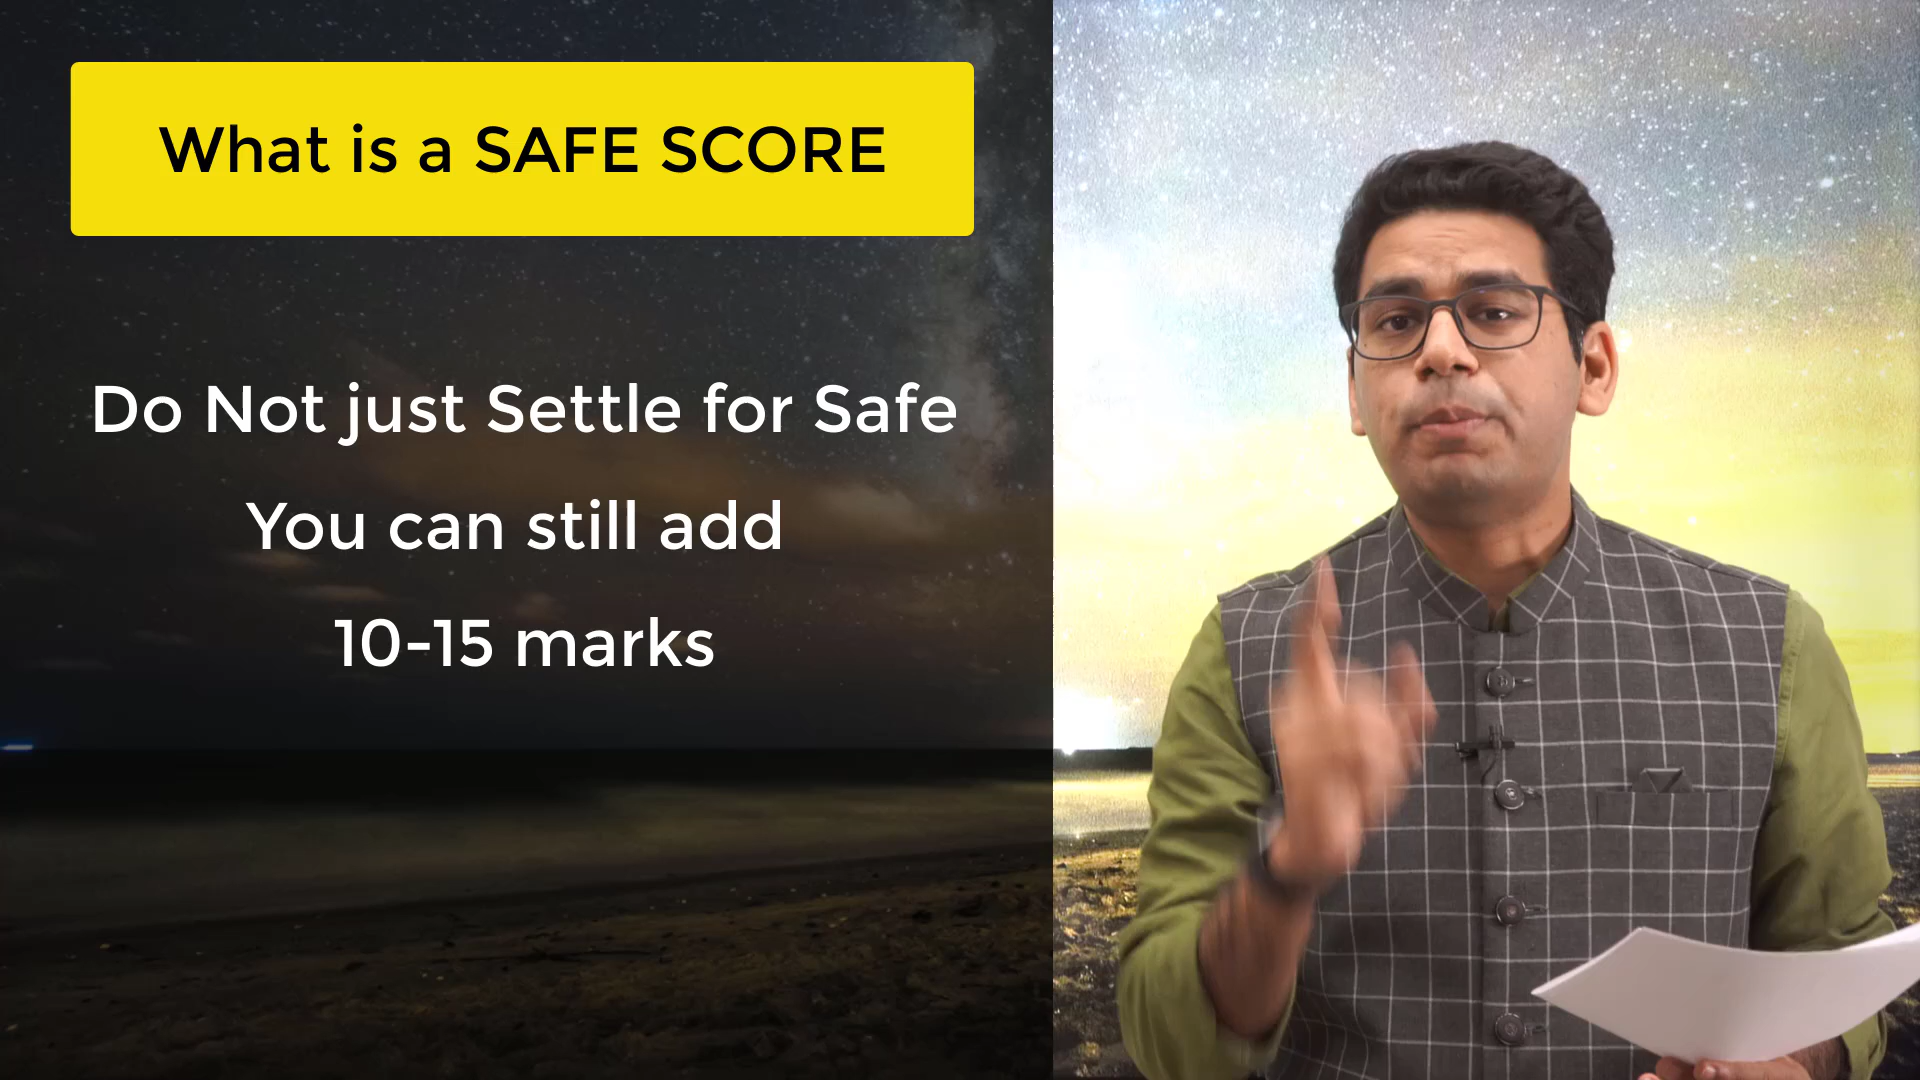 What is a SAFE SCORE
Do Not just Settle for Safe
You can still add
10-15 marks